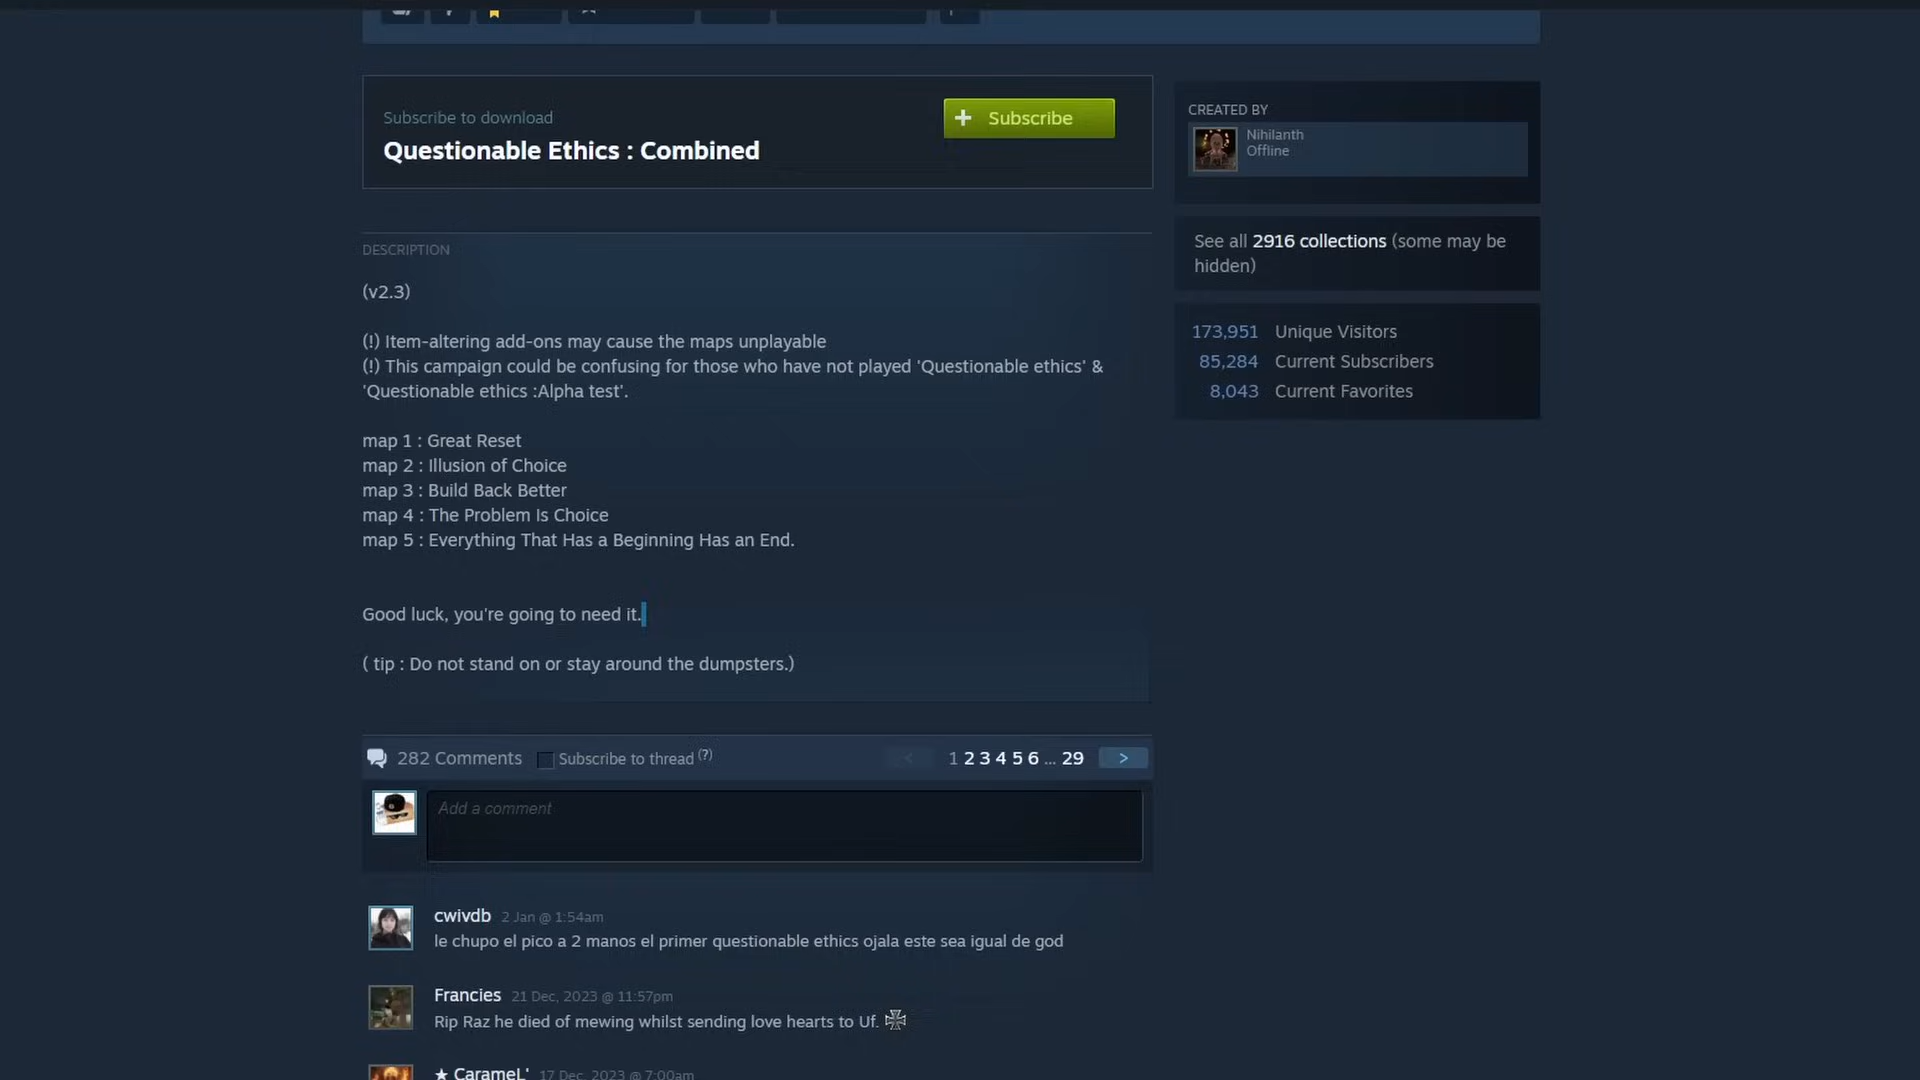 Subscribe to download
Questionable Ethics : Combined
+ Subscribe
CREATED BY
Nihilanth
Offline
See all 2916 collections (some may be
hidden)
173,951 Unique Visitors
85,284 Current Subscribers
8,043 Current Favorites
DESCRIPTION
(v2.3)
(!) Item-altering add-ons may cause the maps unplayable
(!) This campaign could be confusing for those who have not played 'Questionable ethics' &
'Questionable ethics :Alpha test'.
map 1 : Great Reset
map 2 : Illusion of Choice
map 3 : Build Back Better
map 4 : The Problem Is Choice
map 5 : Everything That Has a Beginning Has an End.
Good luck, you're going to need it.
( tip : Do not stand on or stay around the dumpsters.)
282 Comments Subscribe to thread (?) < 1 2 3 4 5 6 ... 29 >
Add a comment
cwivdb 2 Jan @ 1:54am
le chupo el pico a 2 manos el primer questionable ethics ojala este sea igual de god
Francies 21 Dec, 2023 @ 11:57pm
Rip Raz he died of mewing whilst sending love hearts to Uf.
★ CarameL' 17 Dec, 2023 @ 7:00am